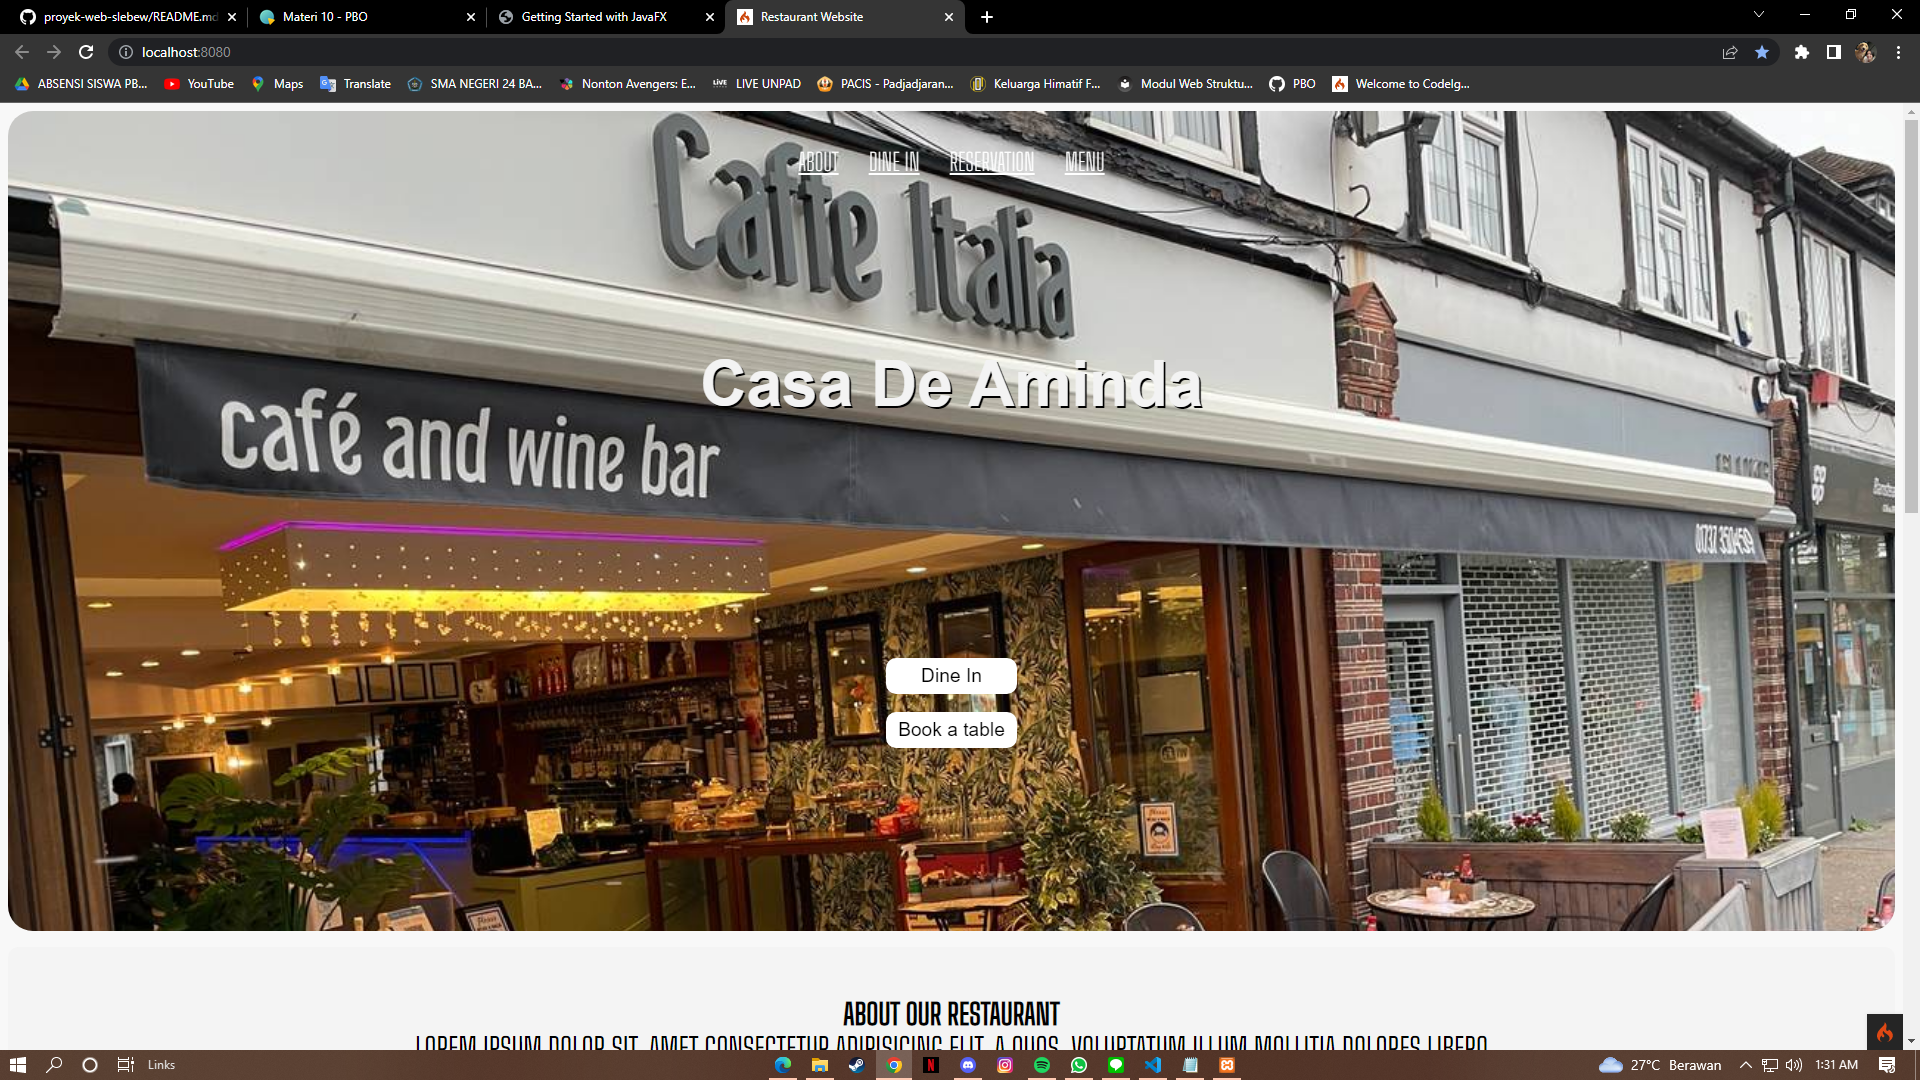 proyek-web-slebew/README.md
Materi 10 - PBO
Getting Started with JavaFX
Restaurant Website
localhost:8080
ABSENSI SISWA PB...
YouTube
Maps
Translate
SMA NEGERI 24 BA...
Nonton Avengers: E...
LIVE
LIVE UNPAD
PACIS - Padjadjaran...
Keluarga Himatif F...
Modul Web Struktu...
PBO
Welcome to CodeIg...
ABOUT
DINE IN
RESERVATION
MENU
Caffe Italia
Casa De Aminda
café and wine bar
01737 350459
Dine In
Book a table
ABOUT OUR RESTAURANT
LOREM IPSUM DOLOR SIT, AMET CONSECTETUR ADIPISICING ELIT. A QUOS, VOLUPTATUM ILLUM MOLLITIA DOLORES LIBERO
Links
27°C Berawan
1:31 AM